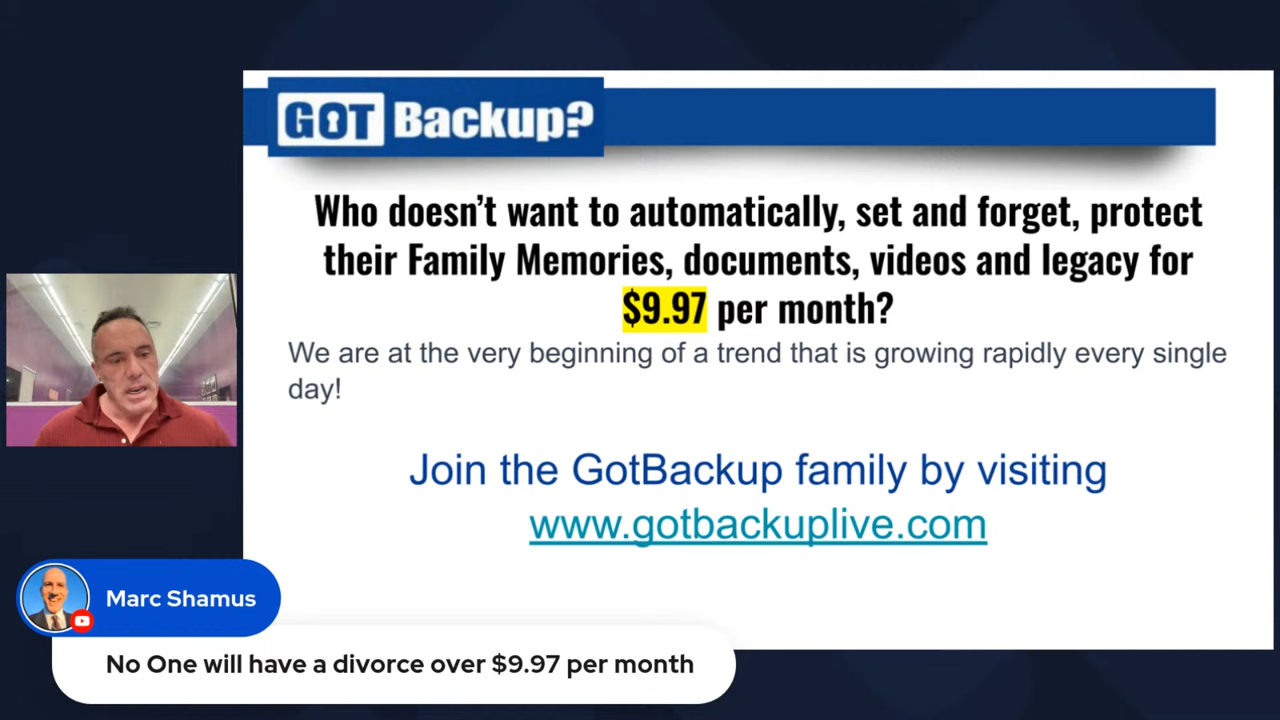 GOT Backup?
Who doesn’t want to automatically, set and forget, protect
their Family Memories, documents, videos and legacy for
$9.97 per month?
We are at the very beginning of a trend that is growing rapidly every single
day!
Join the GotBackup family by visiting
www.gotbackuplive.com
Marc Shamus
No One will have a divorce over $9.97 per month